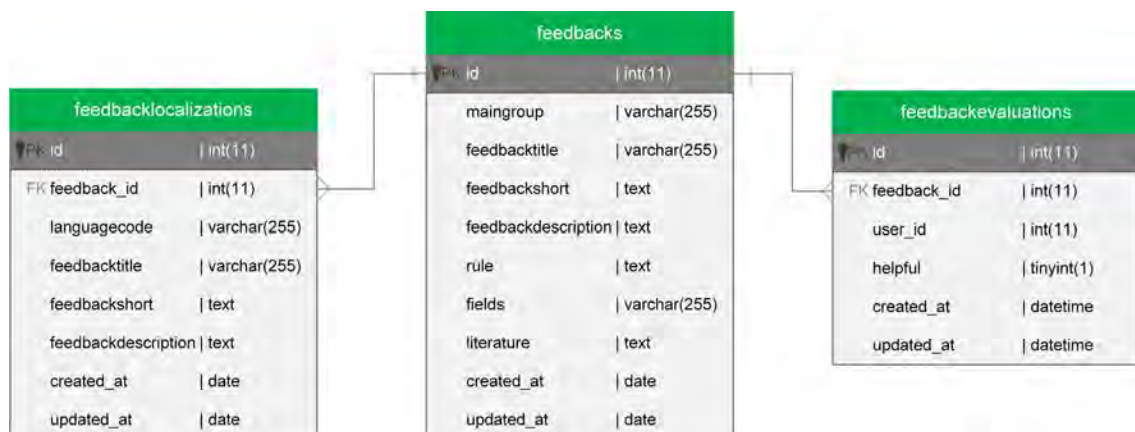 feedbacks
PK id | int(11)
maingroup | varchar(255)
feedbacktitle | varchar(255)
feedbackshort | text
feedbackdescription | text
rule | text
fields | varchar(255)
literature | text
created_at | date
updated_at | date
feedbacklocalizations
PK id | int(11)
FK feedback_id | int(11)
languagecode | varchar(255)
feedbacktitle | varchar(255)
feedbackshort | text
feedbackdescription | text
created_at | date
updated_at | date
feedbackevaluations
PK id | int(11)
FK feedback_id | int(11)
user_id | int(11)
helpful | tinyint(1)
created_at | datetime
updated_at | datetime